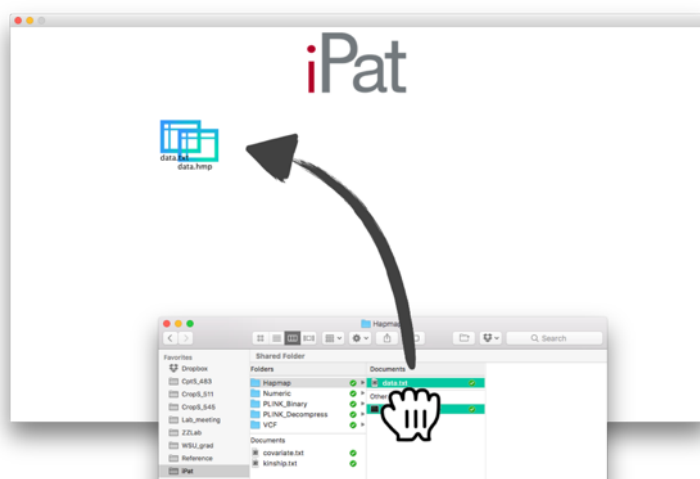 iPat
data.txt
data.hmp
Hapmap
Search
Favorites
Dropbox
CptS_483
CropS_511
CropS_545
Lab_meeting
ZZLab
WSU_grad
Reference
iPat
Shared Folder
Folders
Hapmap
Numeric
PLINK_Binary
PLINK_Decompress
VCF
Documents
covariate.txt
kinship.txt
Documents
data.txt
Other